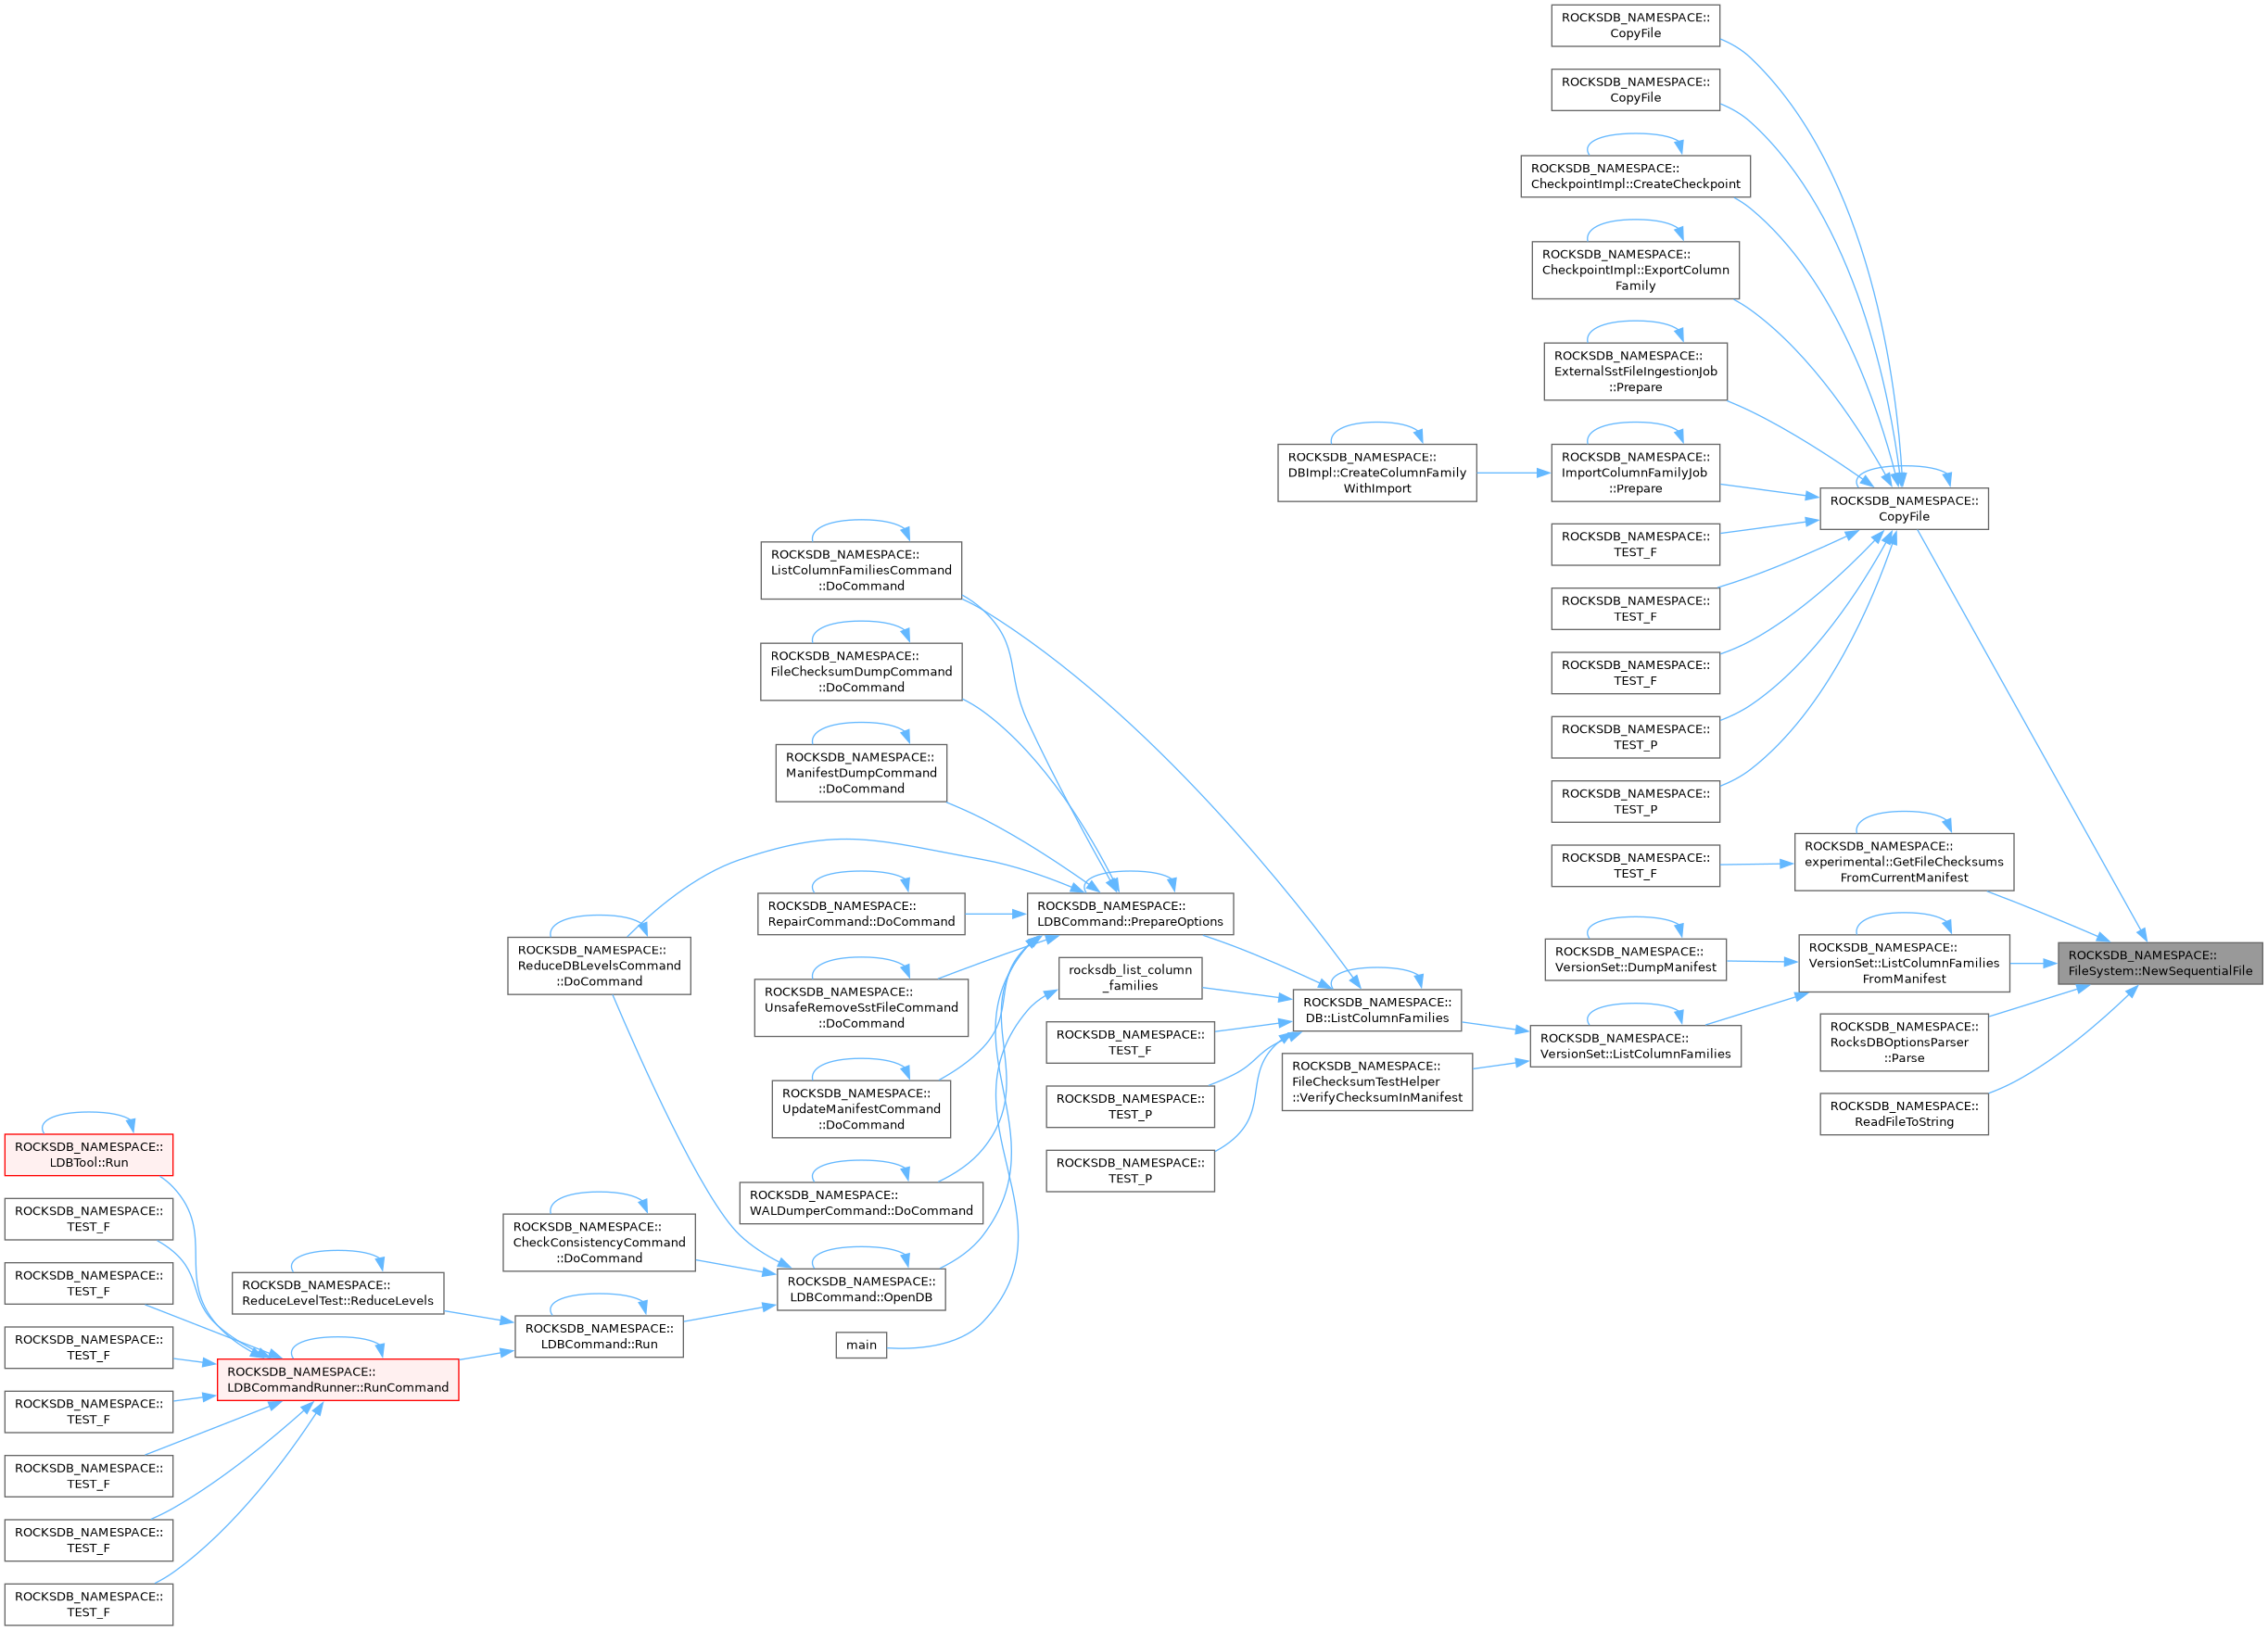 ROCKSDB_NAMESPACE::
CopyFile
ROCKSDB_NAMESPACE::
CopyFile
ROCKSDB_NAMESPACE::
CheckpointImpl::CreateCheckpoint
ROCKSDB_NAMESPACE::
CheckpointImpl::ExportColumn
Family
ROCKSDB_NAMESPACE::
ExternalSstFileIngestionJob
::Prepare
ROCKSDB_NAMESPACE::
DBImpl::CreateColumnFamily
WithImport
ROCKSDB_NAMESPACE::
ImportColumnFamilyJob
::Prepare
ROCKSDB_NAMESPACE::
CopyFile
ROCKSDB_NAMESPACE::
TEST_F
ROCKSDB_NAMESPACE::
TEST_F
ROCKSDB_NAMESPACE::
TEST_F
ROCKSDB_NAMESPACE::
TEST_P
ROCKSDB_NAMESPACE::
TEST_P
ROCKSDB_NAMESPACE::
TEST_F
ROCKSDB_NAMESPACE::
experimental::GetFileChecksums
FromCurrentManifest
ROCKSDB_NAMESPACE::
VersionSet::DumpManifest
ROCKSDB_NAMESPACE::
VersionSet::ListColumnFamilies
FromManifest
ROCKSDB_NAMESPACE::
FileSystem::NewSequentialFile
ROCKSDB_NAMESPACE::
VersionSet::ListColumnFamilies
ROCKSDB_NAMESPACE::
RocksDBOptionsParser
::Parse
ROCKSDB_NAMESPACE::
ReadFileToString
ROCKSDB_NAMESPACE::
DB::ListColumnFamilies
ROCKSDB_NAMESPACE::
FileChecksumTestHelper
::VerifyChecksumInManifest
ROCKSDB_NAMESPACE::
LDBCommand::PrepareOptions
rocksdb_list_column
_families
ROCKSDB_NAMESPACE::
TEST_F
ROCKSDB_NAMESPACE::
TEST_P
ROCKSDB_NAMESPACE::
TEST_P
ROCKSDB_NAMESPACE::
ListColumnFamiliesCommand
::DoCommand
ROCKSDB_NAMESPACE::
FileChecksumDumpCommand
::DoCommand
ROCKSDB_NAMESPACE::
ManifestDumpCommand
::DoCommand
ROCKSDB_NAMESPACE::
RepairCommand::DoCommand
ROCKSDB_NAMESPACE::
ReduceDBLevelsCommand
::DoCommand
ROCKSDB_NAMESPACE::
UnsafeRemoveSstFileCommand
::DoCommand
ROCKSDB_NAMESPACE::
UpdateManifestCommand
::DoCommand
ROCKSDB_NAMESPACE::
WALDumperCommand::DoCommand
ROCKSDB_NAMESPACE::
CheckConsistencyCommand
::DoCommand
ROCKSDB_NAMESPACE::
LDBCommand::OpenDB
ROCKSDB_NAMESPACE::
LDBCommand::Run
main
ROCKSDB_NAMESPACE::
ReduceLevelTest::ReduceLevels
ROCKSDB_NAMESPACE::
LDBCommandRunner::RunCommand
ROCKSDB_NAMESPACE::
LDBTool::Run
ROCKSDB_NAMESPACE::
TEST_F
ROCKSDB_NAMESPACE::
TEST_F
ROCKSDB_NAMESPACE::
TEST_F
ROCKSDB_NAMESPACE::
TEST_F
ROCKSDB_NAMESPACE::
TEST_F
ROCKSDB_NAMESPACE::
TEST_F
ROCKSDB_NAMESPACE::
TEST_F